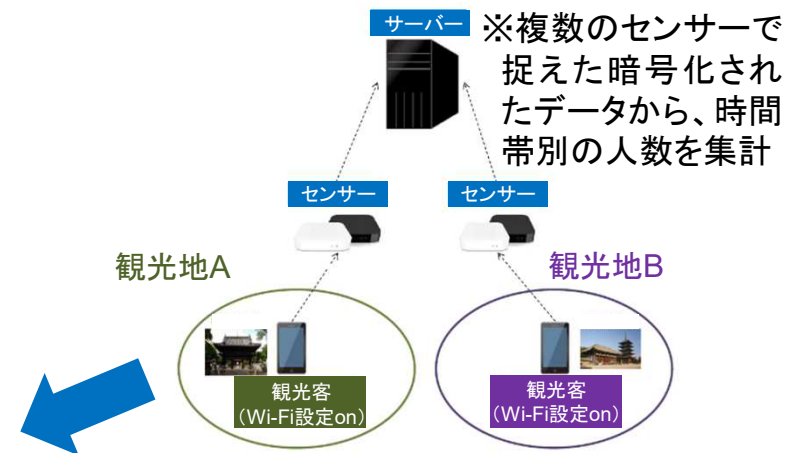 サーバー
※複数のセンサーで
捉えた暗号化され
たデータから、時間
帯別の人数を集計
センサー
センサー
観光地A
観光地B
観光客
(Wi-Fi設定on)
観光客
(Wi-Fi設定on)